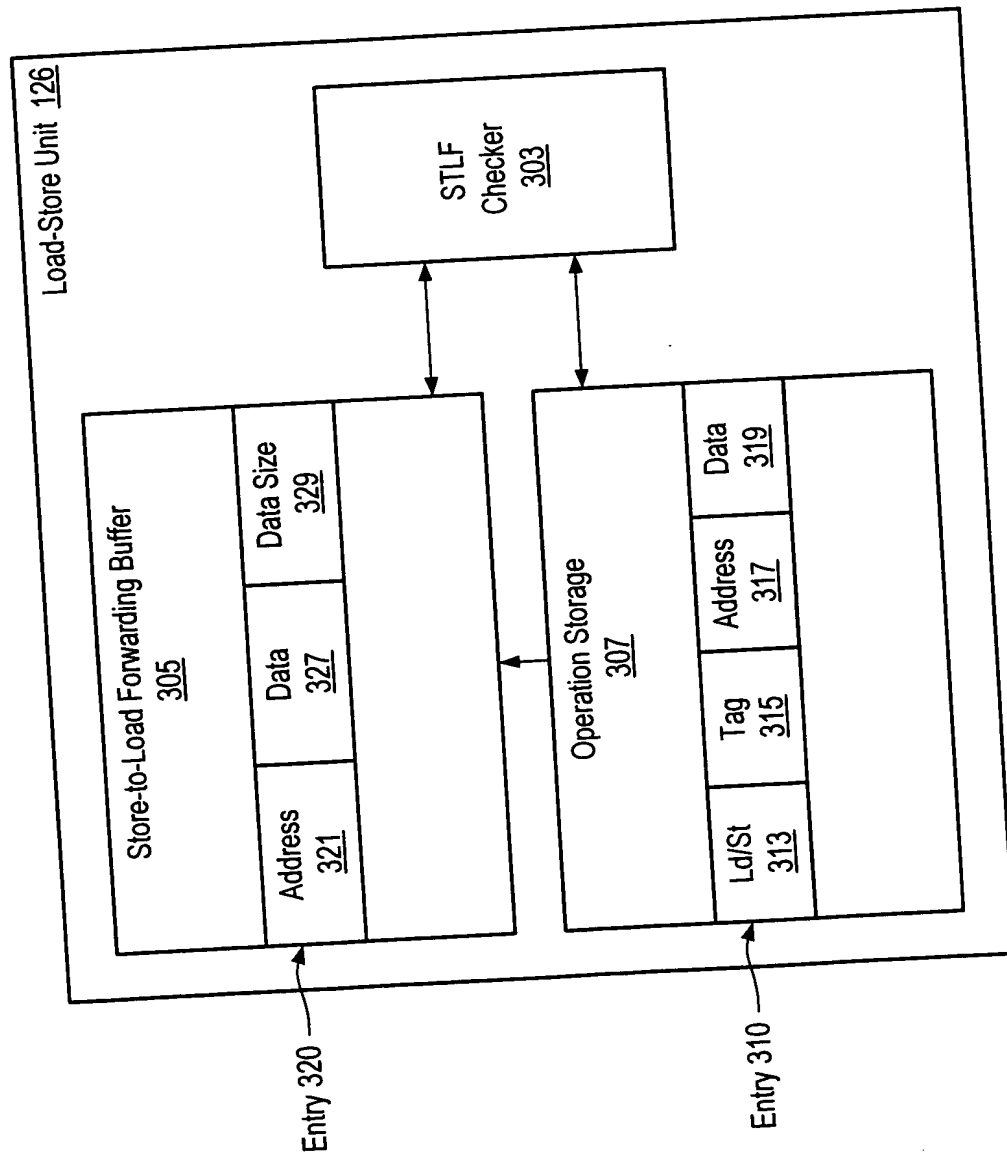 Load-Store Unit 126
Store-to-Load Forwarding Buffer
305
Address
321
Data
327
Data Size
329
STLF
Checker
303
Entry 320
Operation Storage
307
Ld/St
313
Tag
315
Address
317
Data
319
Entry 310